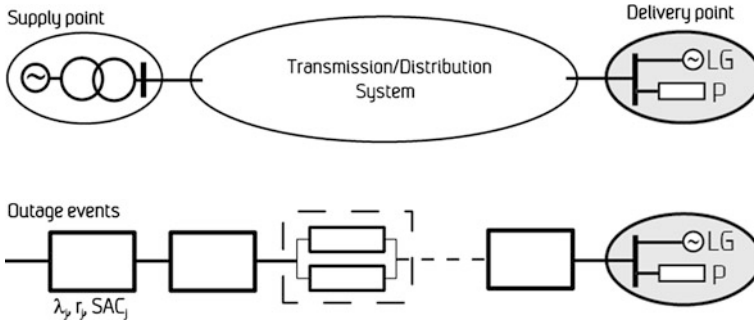 Supply point
Delivery point
Transmission/Distribution
System
LG
P
Outage events
LG
P
λj, rj, SACj